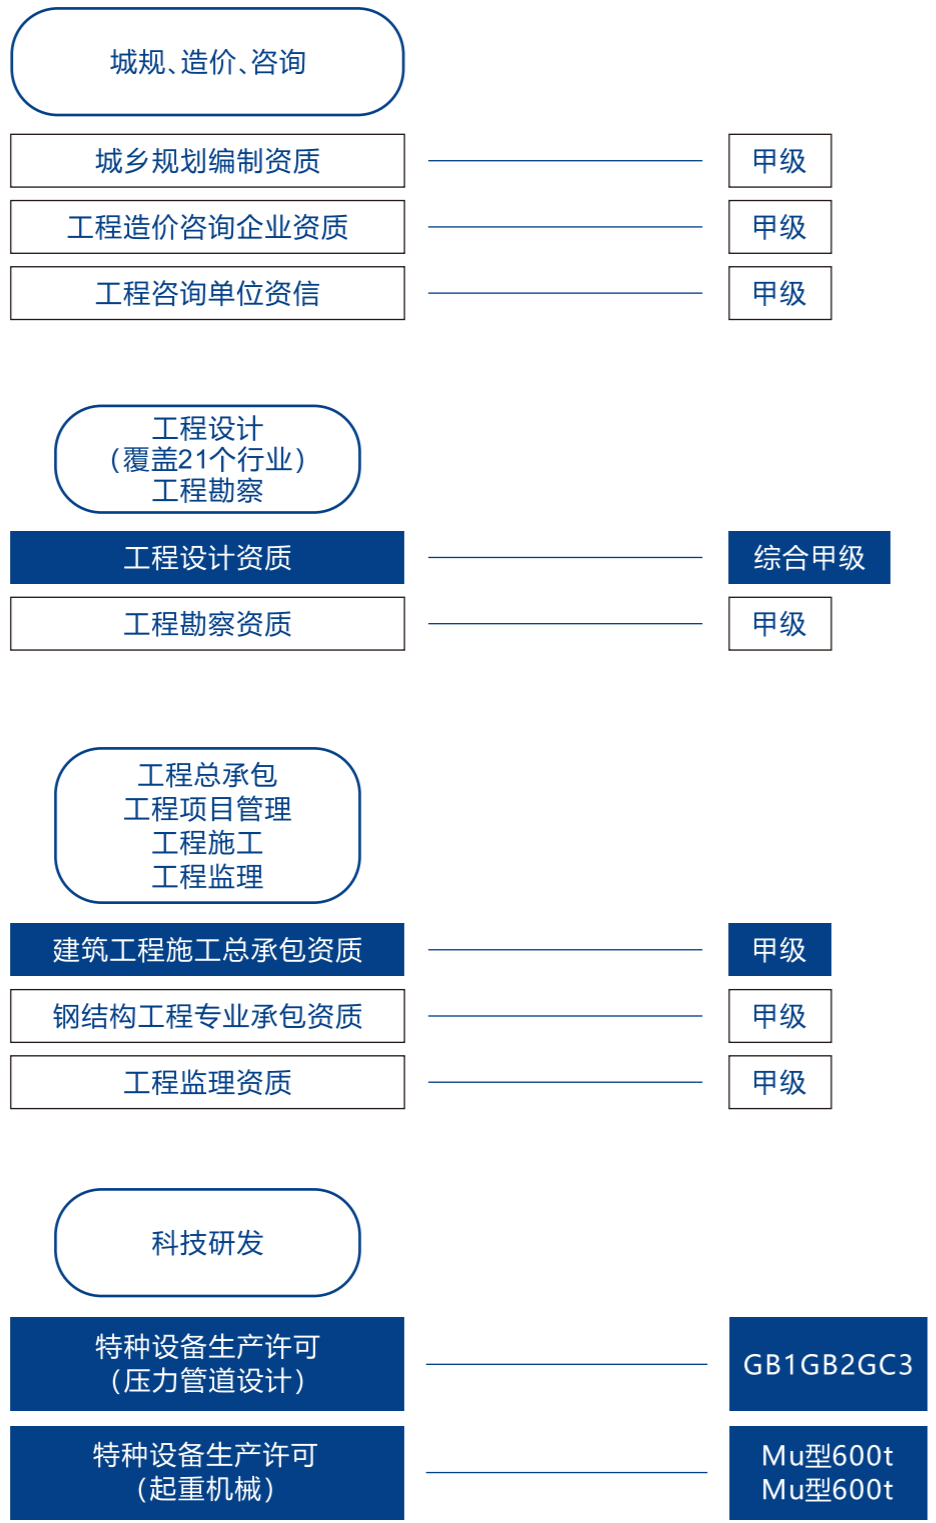 城规、造价、咨询
城乡规划编制资质
甲级
工程造价咨询企业资质
甲级
工程咨询单位资信
甲级
工程设计
（覆盖21个行业）
工程勘察
工程设计资质
综合甲级
工程勘察资质
甲级
工程总承包
工程项目管理
工程施工
工程监理
建筑工程施工总承包资质
甲级
钢结构工程专业承包资质
甲级
工程监理资质
甲级
科技研发
特种设备生产许可
（压力管道设计）
GB1GB2GC3
特种设备生产许可
（起重机械）
Mu型600t
Mu型600t